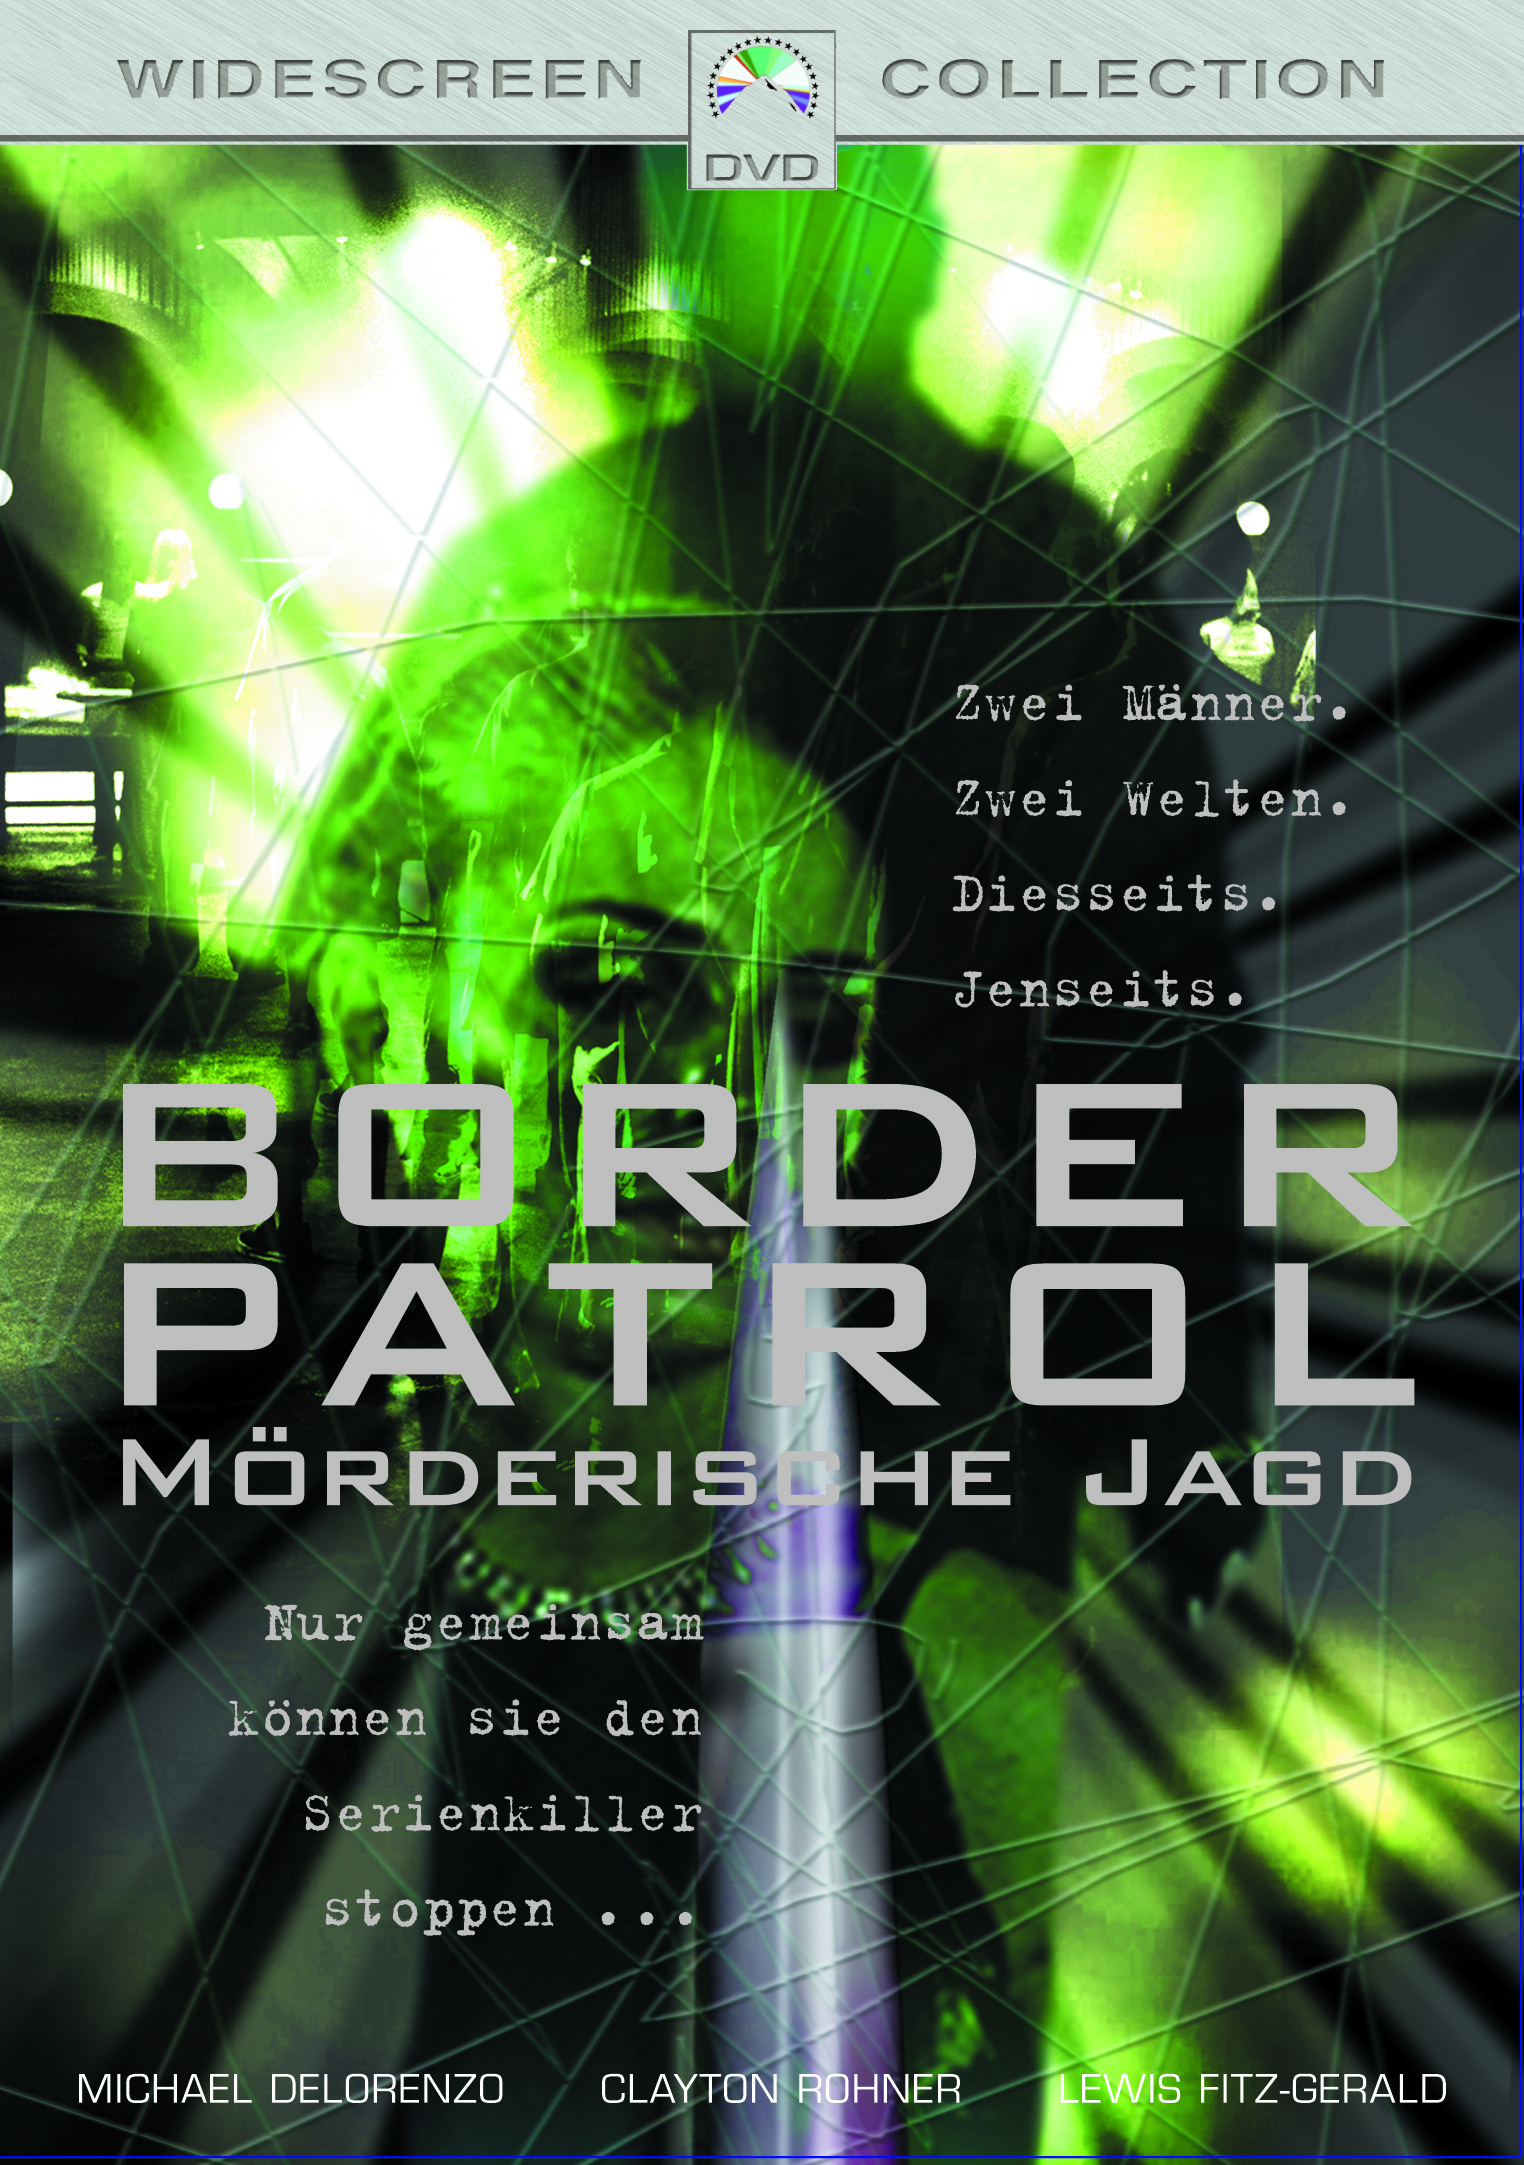 WIDESCREEN COLLECTION
DVD
Zwei Männer.
Zwei Welten.
Diesseits.
Jenseits.
BORDER
PATROL
MÖRDERISCHE JAGD
Nur gemeinsam
können sie den
Serienkiller
stoppen ...
MICHAEL DELORENZO CLAYTON ROHNER LEWIS FITZ-GERALD